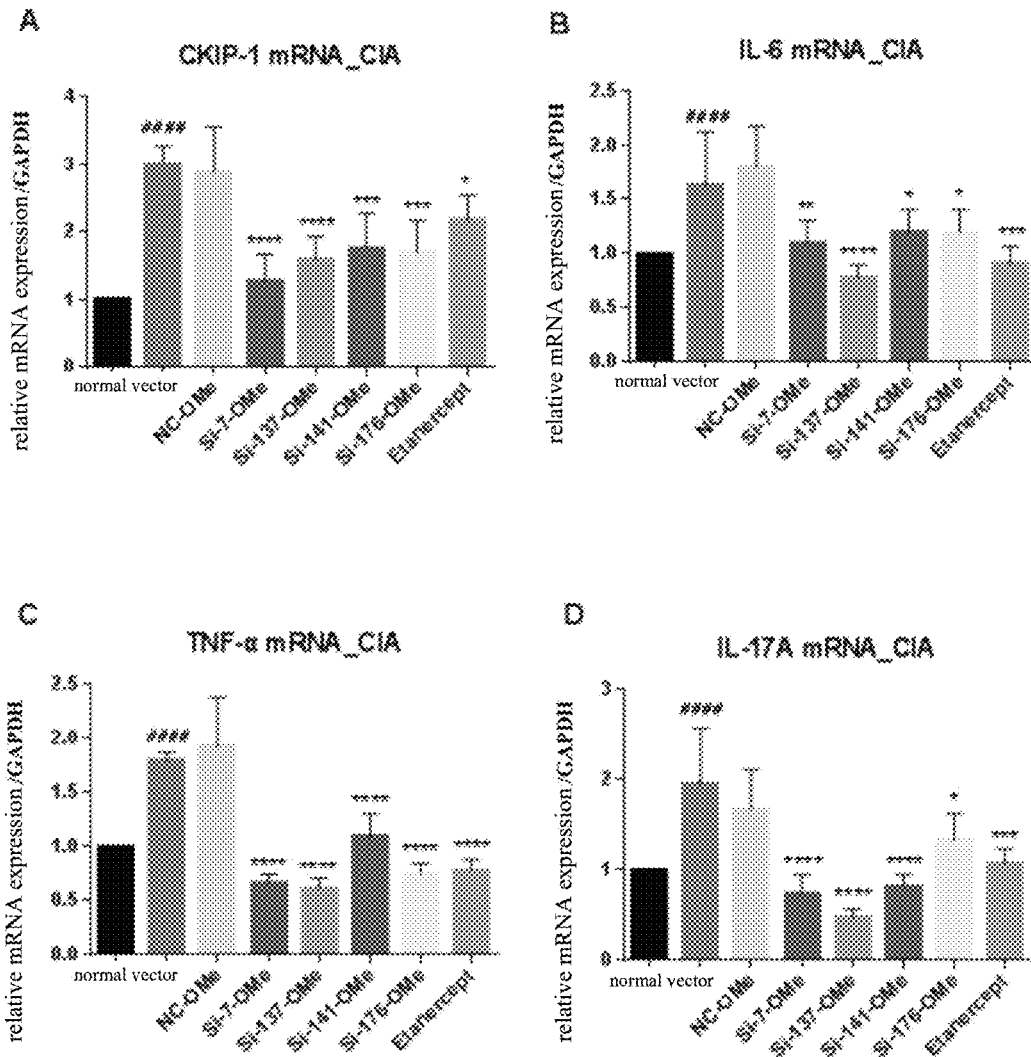 A
CKIP-1 mRNA_CIA
relative mRNA expression/GAPDH
4
3
2
1
0
####
****
****
***
***
*
normal vector
NC-OMe
Si-7-OMe
Si-137-OMe
Si-141-OMe
Si-176-OMe
Etanercept
B
IL-6 mRNA_CIA
relative mRNA expression/GAPDH
2.5
2.0
1.5
1.0
0.5
0.0
####
**
****
*
*
***
normal vector
NC-OMe
Si-7-OMe
Si-137-OMe
Si-141-OMe
Si-176-OMe
Etanercept
C
TNF-α mRNA_CIA
relative mRNA expression/GAPDH
2.5
2.0
1.5
1.0
0.5
0.0
####
****
****
****
****
****
normal vector
NC-OMe
Si-7-OMe
Si-137-OMe
Si-141-OMe
Si-176-OMe
Etanercept
D
IL-17A mRNA_CIA
relative mRNA expression/GAPDH
3
2
1
0
####
****
****
****
*
***
normal vector
NC-OMe
Si-7-OMe
Si-137-OMe
Si-141-OMe
Si-176-OMe
Etanercept